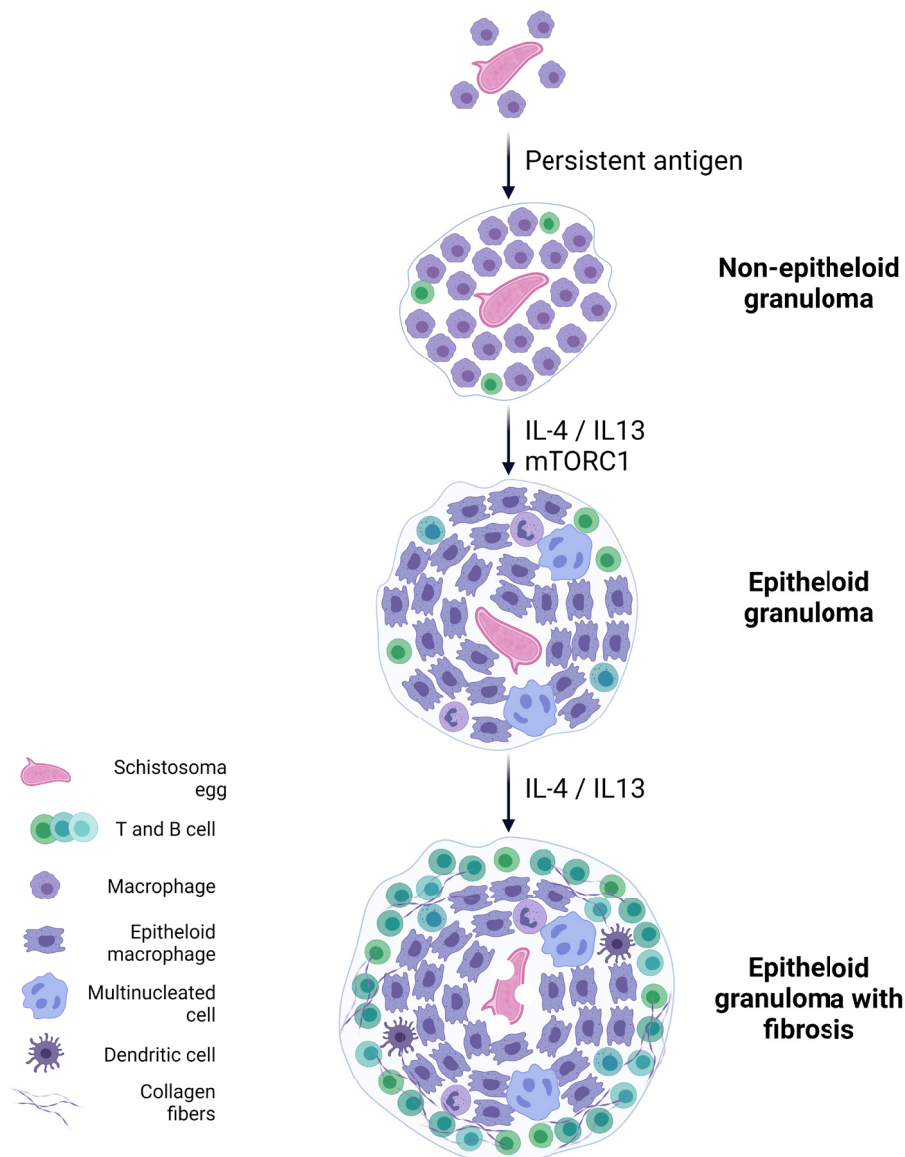 Persistent antigen
Non-epitheloid
granuloma
IL-4 / IL13
mTORC1
Epitheloid
granuloma
IL-4 / IL13
Epitheloid
granuloma with
fibrosis
Schistosoma
egg
T and B cell
Macrophage
Epitheloid
macrophage
Multinucleated
cell
Dendritic cell
Collagen
fibers